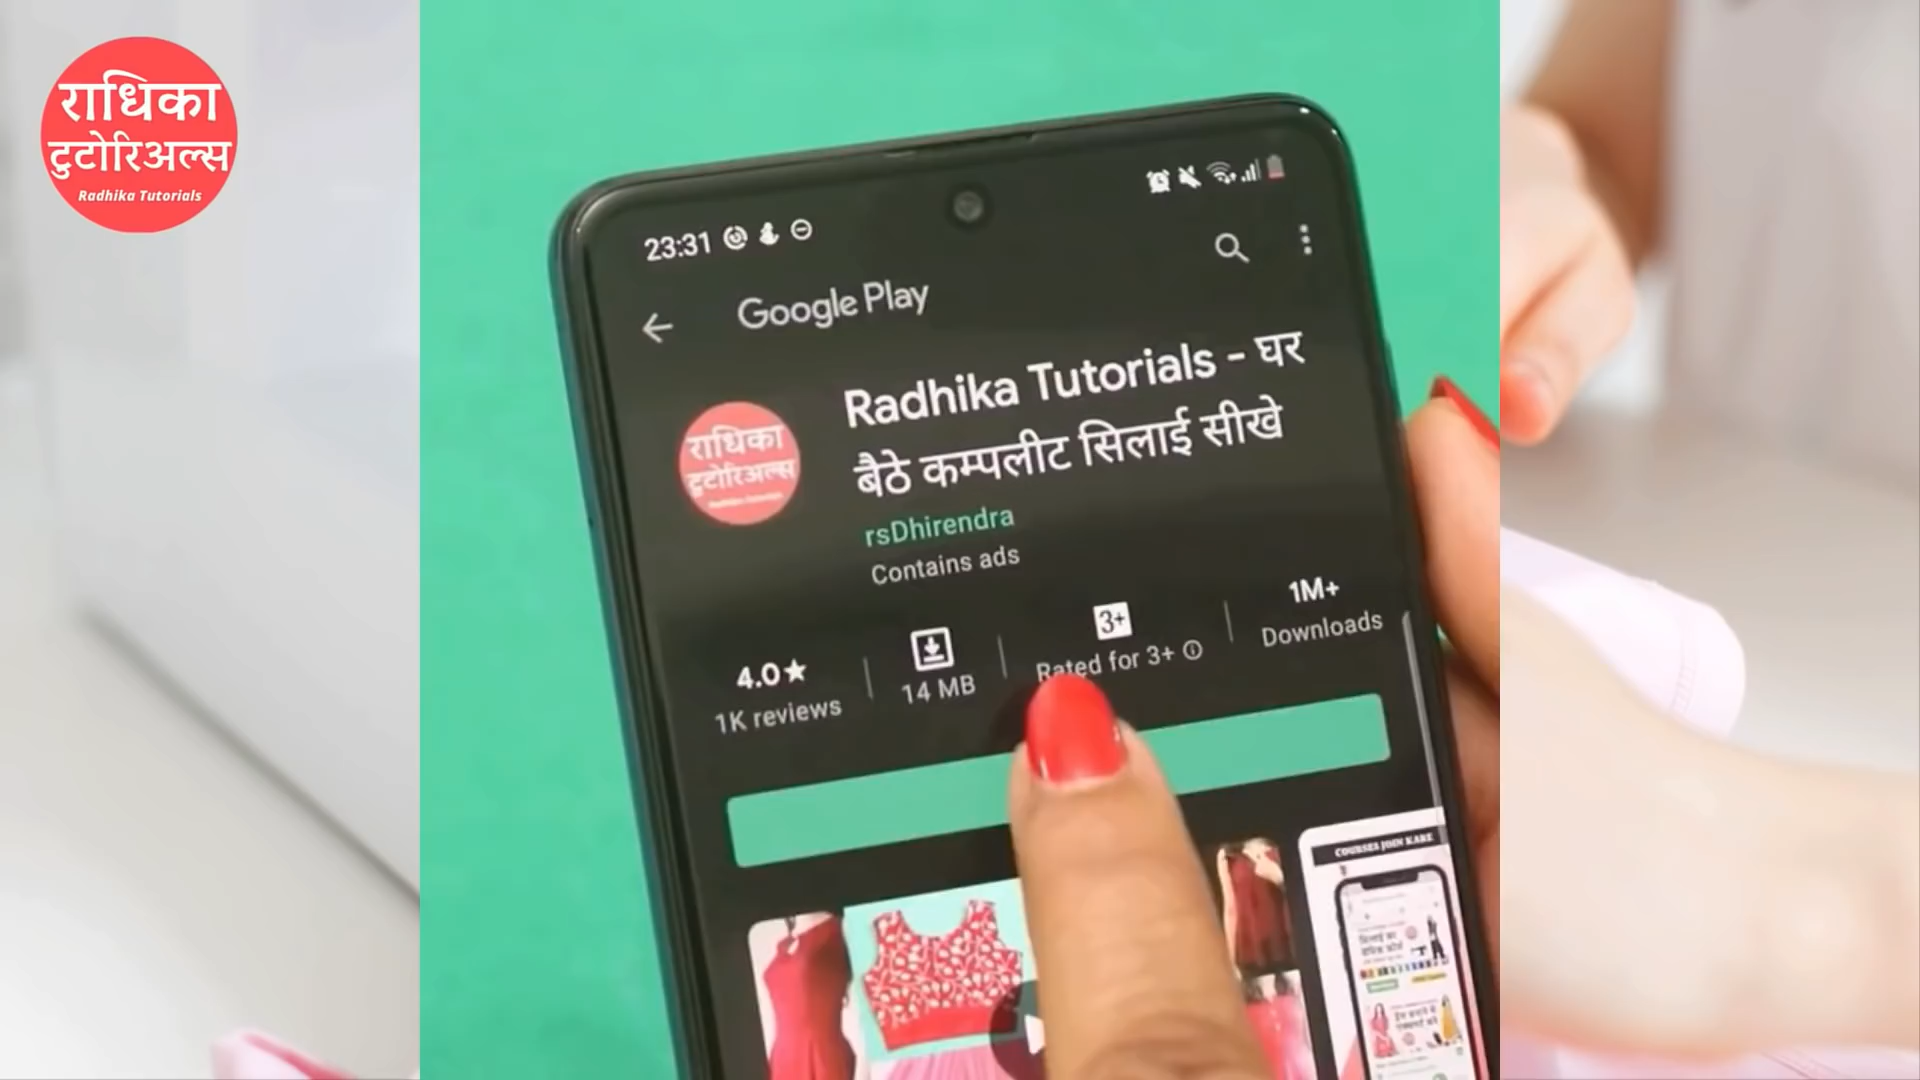 राधिका
टुटोरिअल्स
Radhika Tutorials
23:31
Google Play
Radhika Tutorials - घर
बैठे कम्पलीट सिलाई सीखे
राधिका
टुटोरिअल्स
rsDhirendra
Contains ads
4.0★
1K reviews
14 MB
3+
Rated for 3+
1M+
Downloads
COURSES JOIN KARE